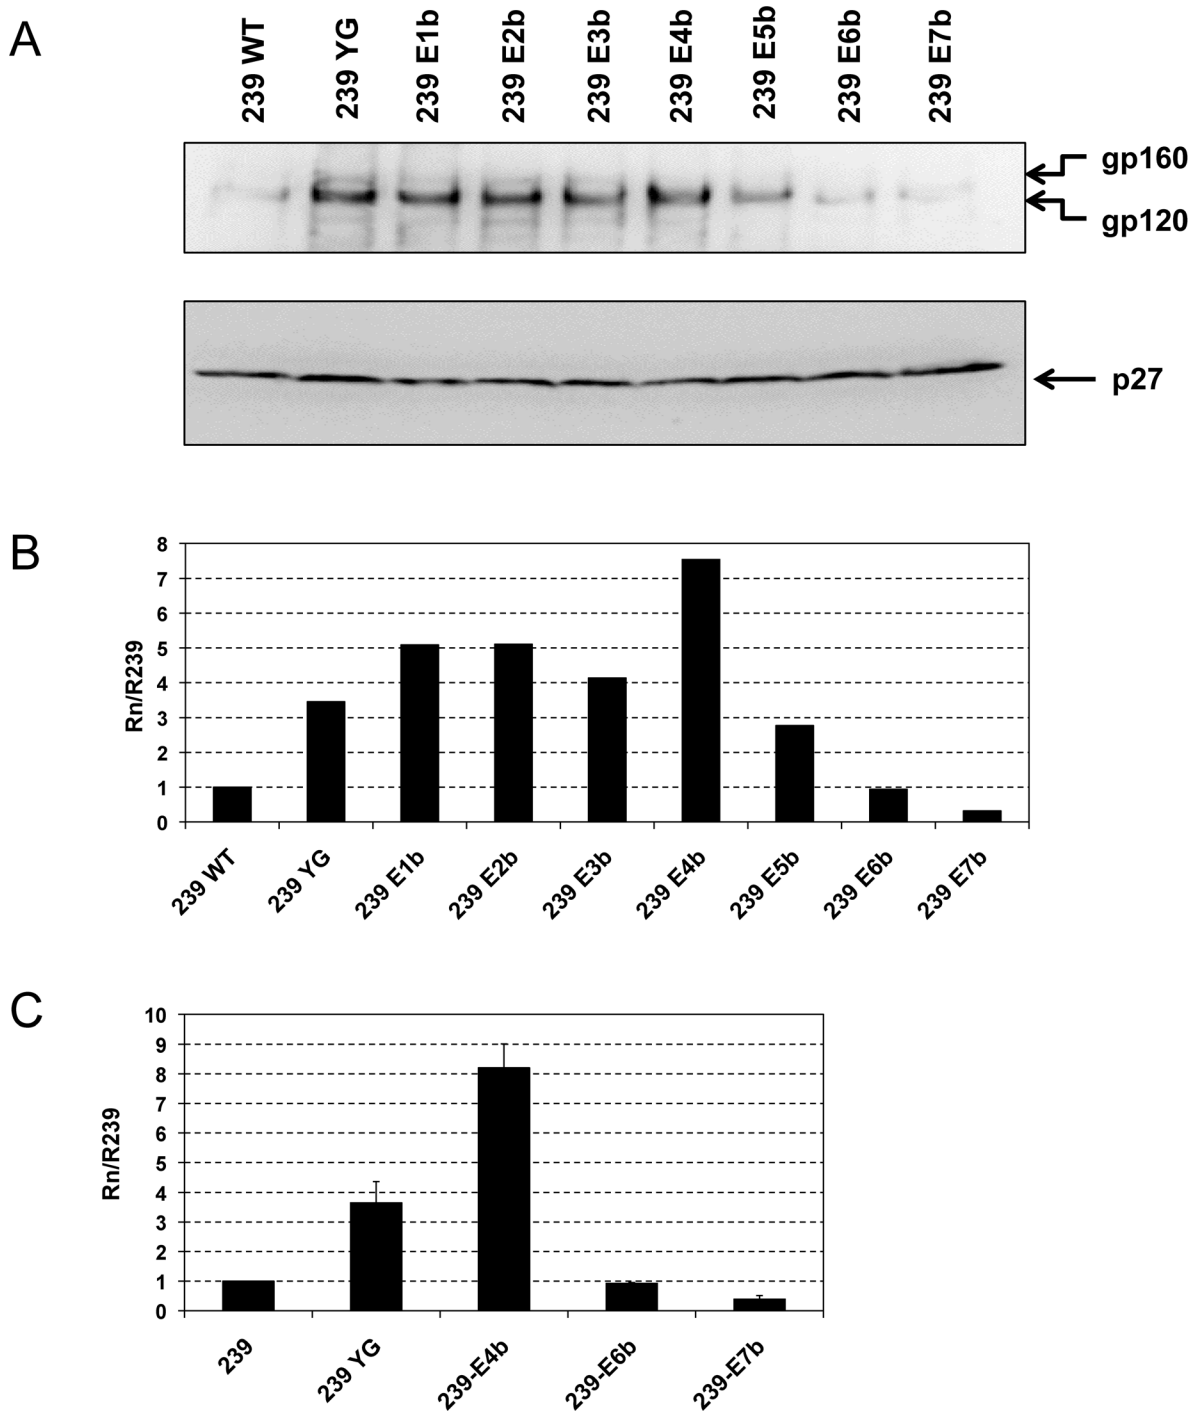 A
239 WT
239 YG
239 E1b
239 E2b
239 E3b
239 E4b
239 E5b
239 E6b
239 E7b
gp160
gp120
p27
B
Rn/R239
8
7
6
5
4
3
2
1
0
239 WT
239 YG
239 E1b
239 E2b
239 E3b
239 E4b
239 E5b
239 E6b
239 E7b
C
Rn/R239
10
9
8
7
6
5
4
3
2
1
0
239
239 YG
239-E4b
239-E6b
239-E7b